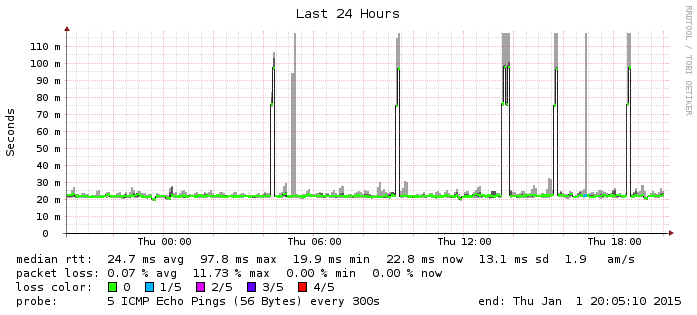 Last 24 Hours
RRDTOOL / TOBI OETIKER
Seconds
110 m
100 m
90 m
80 m
70 m
60 m
50 m
40 m
30 m
20 m
10 m
0
Thu 00:00 Thu 06:00 Thu 12:00 Thu 18:00
median rtt: 24.7 ms avg 97.8 ms max 19.9 ms min 22.8 ms now 13.1 ms sd 1.9 am/s
packet loss: 0.07 % avg 11.73 % max 0.00 % min 0.00 % now
loss color: 0 1/5 2/5 3/5 4/5
probe: 5 ICMP Echo Pings (56 Bytes) every 300s end: Thu Jan 1 20:05:10 2015